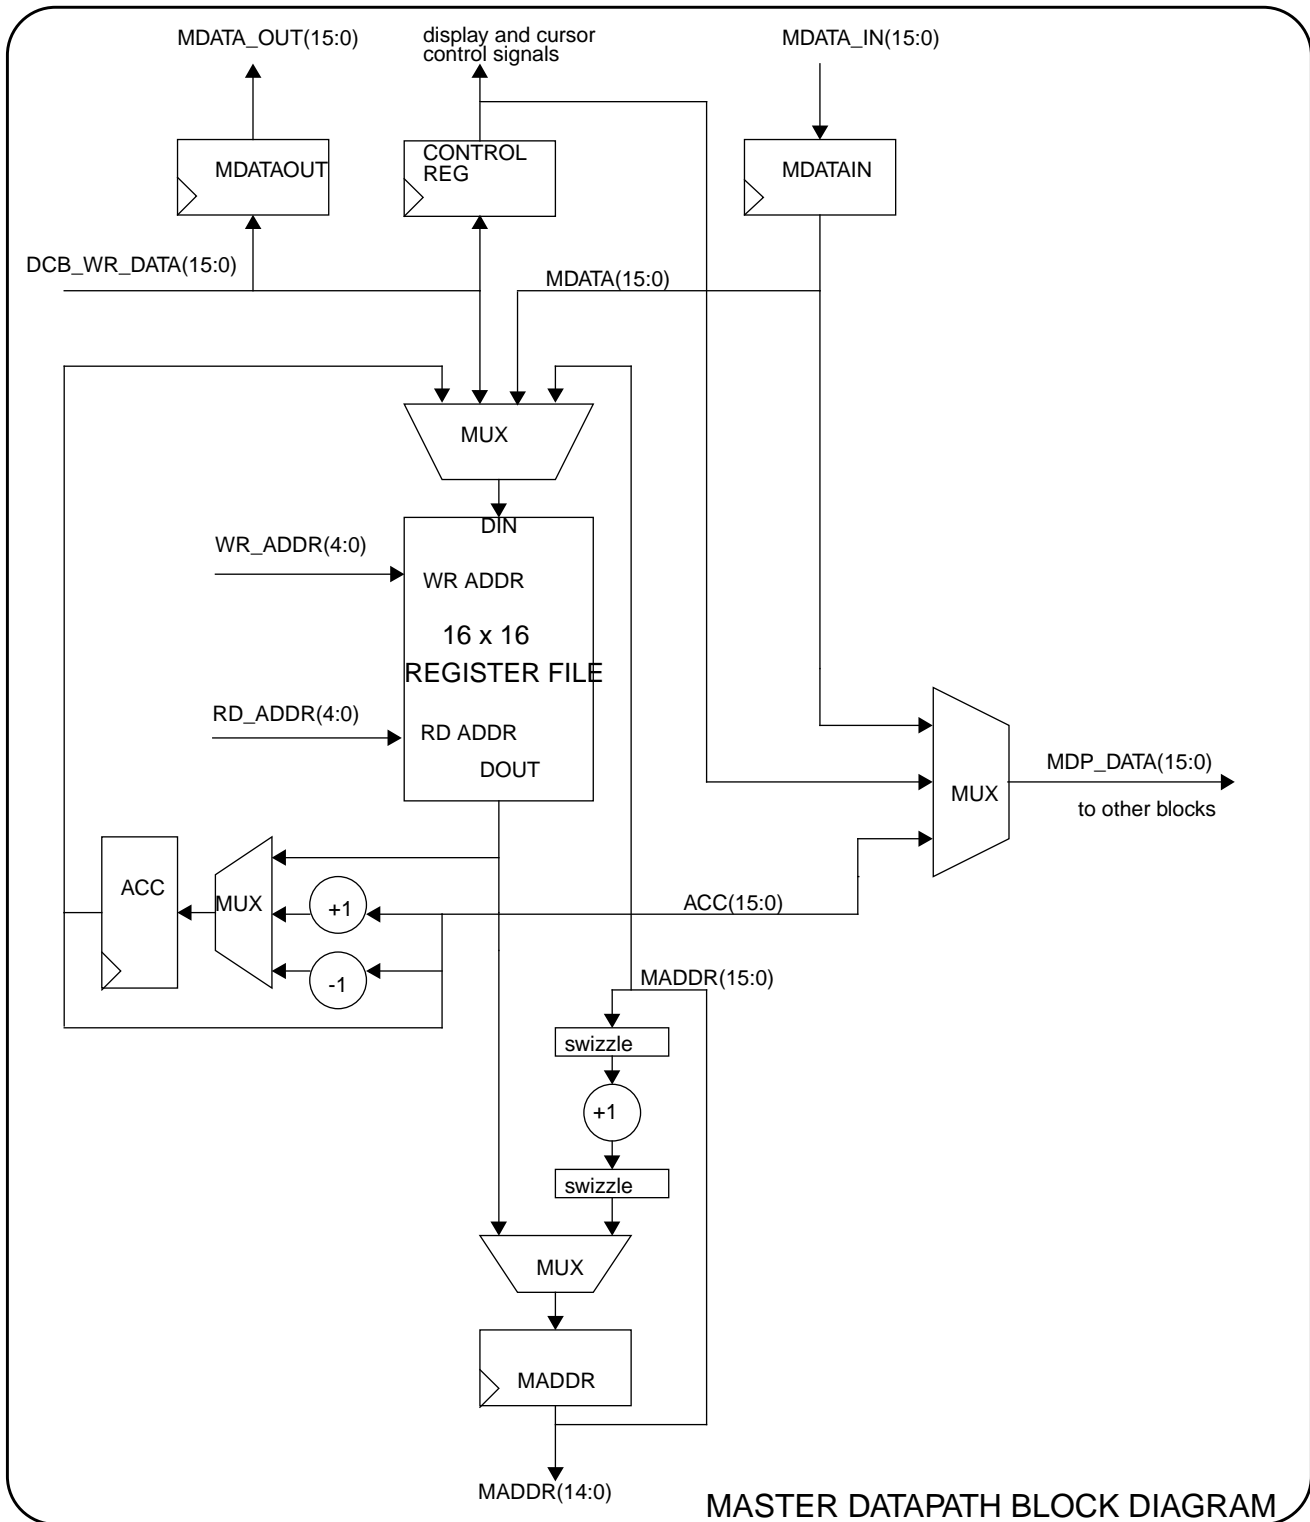 MDATA_OUT(15:0)
display and cursor
control signals
MDATA_IN(15:0)
MDATAOUT
CONTROL
REG
MDATAIN
DCB_WR_DATA(15:0)
MDATA(15:0)
MUX
DIN
WR_ADDR(4:0)
WR ADDR
16 x 16
REGISTER FILE
RD_ADDR(4:0)
RD ADDR
DOUT
MDP_DATA(15:0)
MUX
to other blocks
ACC
MUX
+1
ACC(15:0)
-1
MADDR(15:0)
swizzle
+1
swizzle
MUX
MADDR
MADDR(14:0)
MASTER DATAPATH BLOCK DIAGRAM